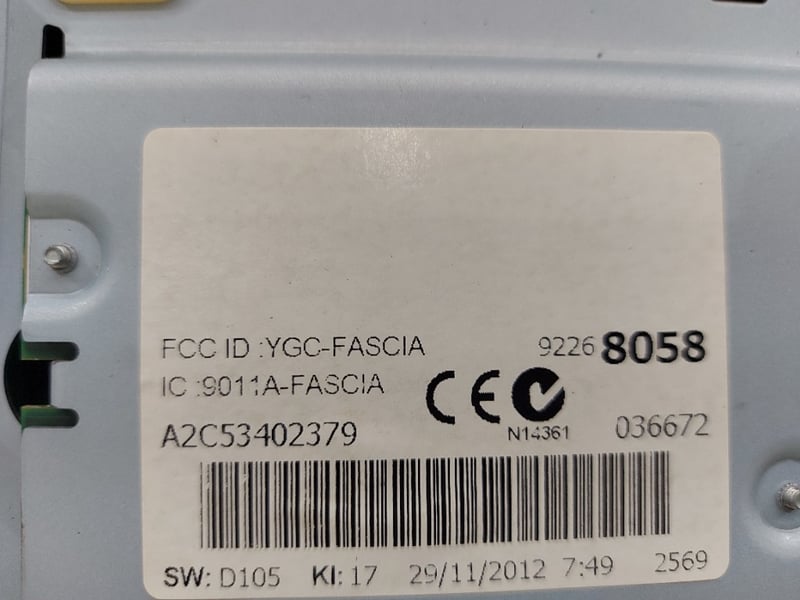 FCC ID :YGC-FASCIA 9226 8058
IC :9011A-FASCIA
CE
A2C53402379 N14361 036672
SW: D105 KI: 17 29/11/2012 7:49 2569